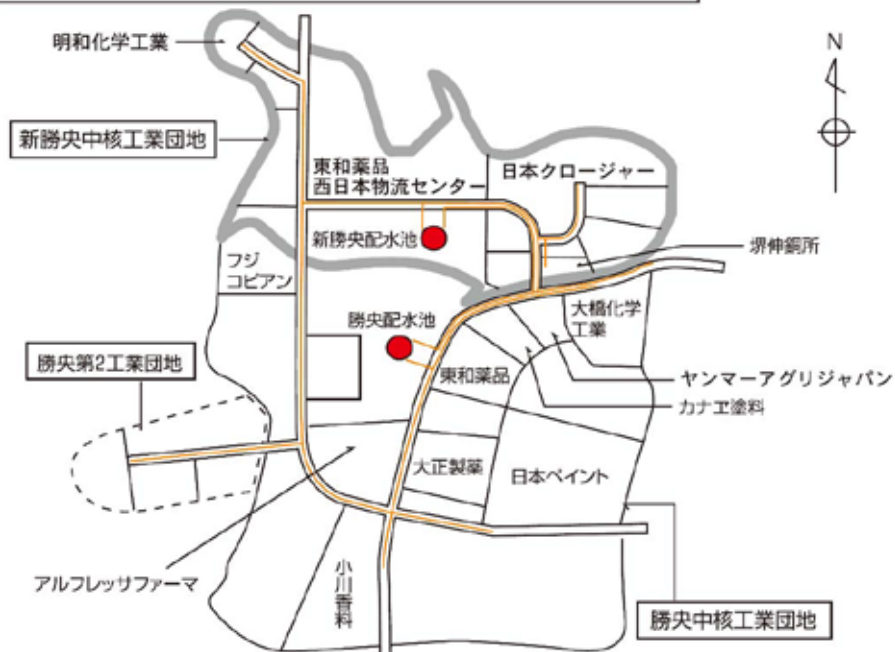 N
明和化学工業
新勝央中核工業団地
東和薬品
西日本物流センター
日本クロージャー
新勝央配水池
堺伸銅所
フジ
コピアン
勝央配水池
大橋化学
工業
勝央第2工業団地
東和薬品
ヤンマーアグリジャパン
カナヱ塗料
大正製薬
日本ペイント
アルフレッサファーマ
小川香料
勝央中核工業団地